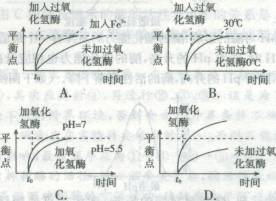 加入过氧
化氢酶
加入Fe³⁺
平
衡
点
未加过氧
化氢酶
t₀
时间
A.
加入过氧
化氢酶
30℃
平
衡
点
未加过氧
化氢酶0℃
t₀
时间
B.
加氧化
氢酶
pH=7
平
衡
点
加氧
化氢酶
pH=5.5
t₀
时间
C.
加氧化
氢酶
平
衡
点
未加过氧
化氢酶
t₀
时间
D.